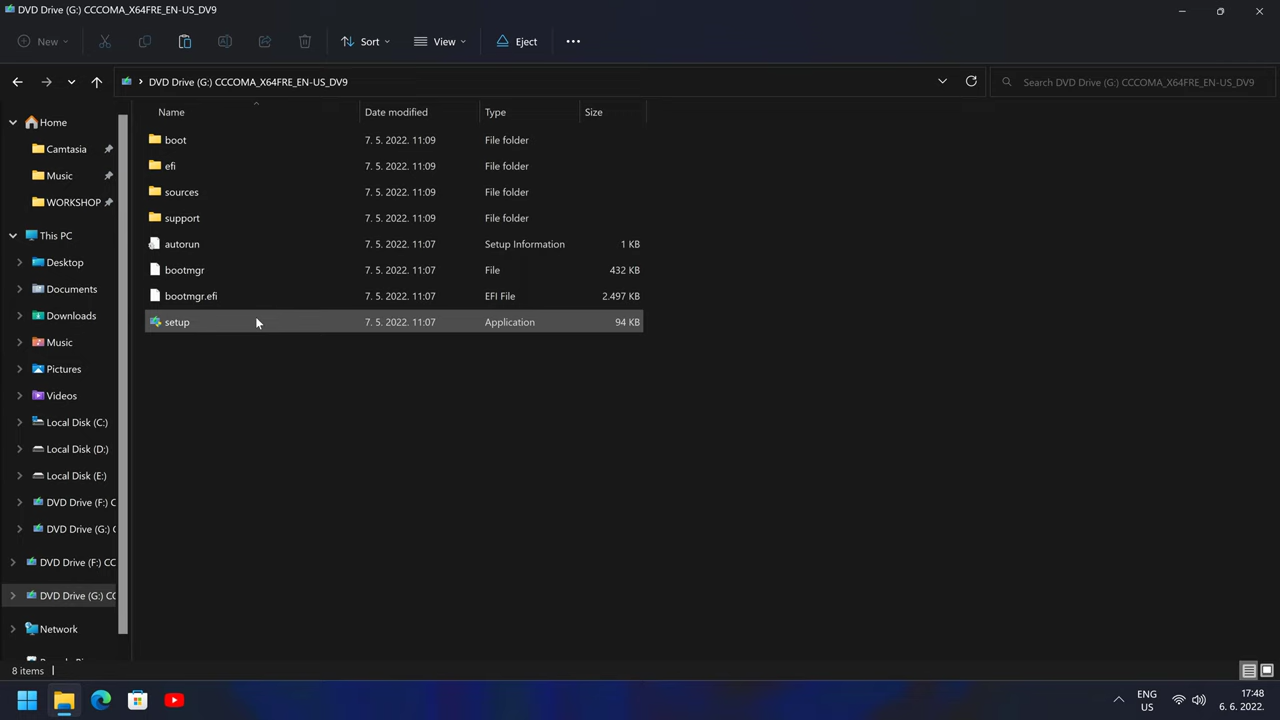 DVD Drive (G:) CCCOMA_X64FRE_EN-US_DV9
New Sort View Eject
DVD Drive (G:) CCCOMA_X64FRE_EN-US_DV9 Search DVD Drive (G:) CCCOMA_X64FRE_EN-US_DV9
Name Date modified Type Size
Home
Camtasia
Music
WORKSHOP
This PC
Desktop
Documents
Downloads
Music
Pictures
Videos
Local Disk (C:)
Local Disk (D:)
Local Disk (E:)
DVD Drive (F:) C
DVD Drive (G:) C
DVD Drive (F:) CC
DVD Drive (G:) CC
Network
boot 7. 5. 2022. 11:09 File folder
efi 7. 5. 2022. 11:09 File folder
sources 7. 5. 2022. 11:09 File folder
support 7. 5. 2022. 11:09 File folder
autorun 7. 5. 2022. 11:07 Setup Information 1 KB
bootmgr 7. 5. 2022. 11:07 File 432 KB
bootmgr.efi 7. 5. 2022. 11:07 EFI File 2.497 KB
setup 7. 5. 2022. 11:07 Application 94 KB
8 items
ENG
US
17:48
6. 6. 2022.